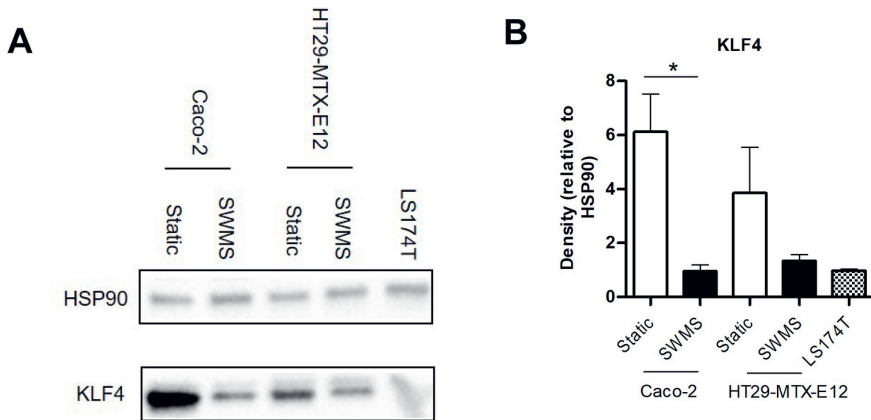 A
Caco-2
HT29-MTX-E12
Static
SWMS
Static
SWMS
LS174T
HSP90
KLF4
B
KLF4
Density (relative to
HSP90)
8
6
4
2
0
*
Static
SWMS
Static
SWMS
LS174T
Caco-2
HT29-MTX-E12